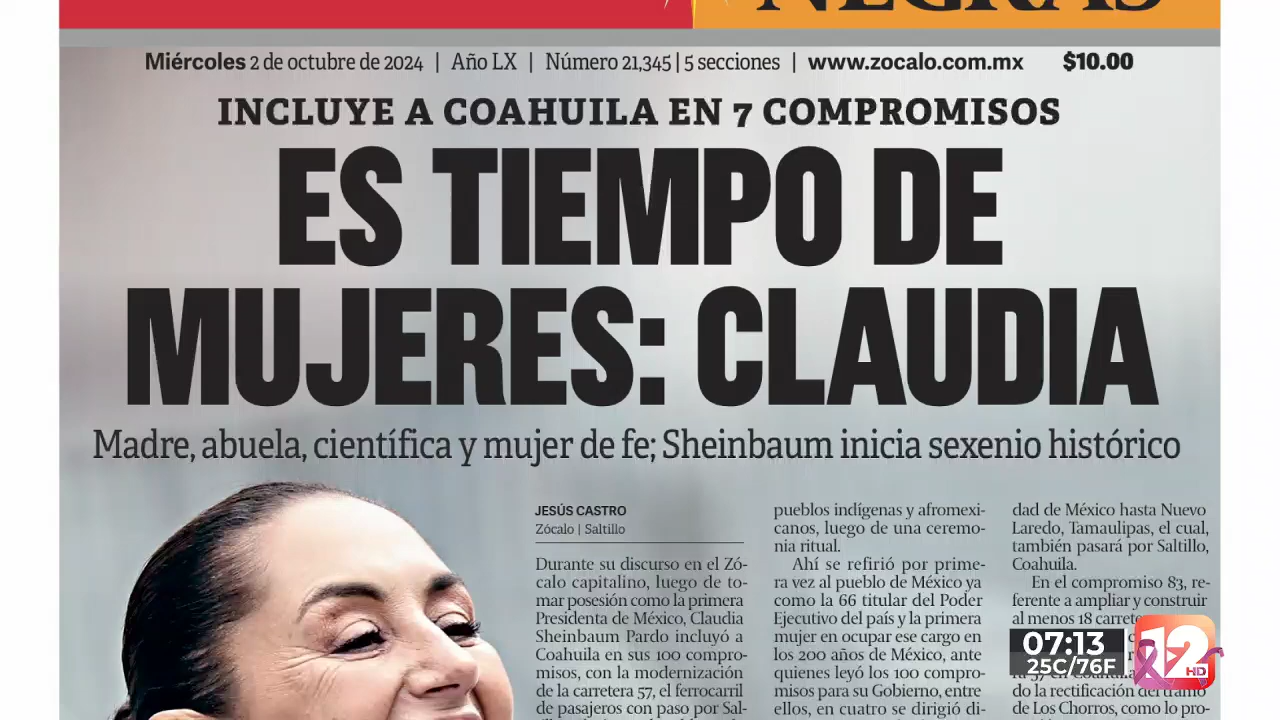 NEGRAS
Miércoles 2 de octubre de 2024 | Año LX | Número 21,345 | 5 secciones | www.zocalo.com.mx $10.00
INCLUYE A COAHUILA EN 7 COMPROMISOS
ES TIEMPO DE
MUJERES: CLAUDIA
Madre, abuela, científica y mujer de fe; Sheinbaum inicia sexenio histórico
JESÚS CASTRO
Zócalo | Saltillo
Durante su discurso en el Zó-
calo capitalino, luego de to-
mar posesión como la primera
Presidenta de México, Claudia
Sheinbaum Pardo incluyó a
Coahuila en sus 100 compro-
misos, con la modernización
de la carretera 57, el ferrocarril
de pasajeros con paso por Sal-
pueblos indígenas y afromexi-
canos, luego de una ceremo-
nia ritual.
Ahí se refirió por prime-
ra vez al pueblo de México ya
como la 66 titular del Poder
Ejecutivo del país y la primera
mujer en ocupar ese cargo en
los 200 años de México, ante
quienes leyó los 100 compro-
misos para su Gobierno, entre
ellos, en cuatro se dirigió di-
dad de México hasta Nuevo
Laredo, Tamaulipas, el cual,
también pasará por Saltillo,
Coahuila.
En el compromiso 83, re-
ferente a ampliar y construir
al menos 18
do la rectificación del
de Los Chorros, como lo pro-
07:13
25C/76F
12
HD